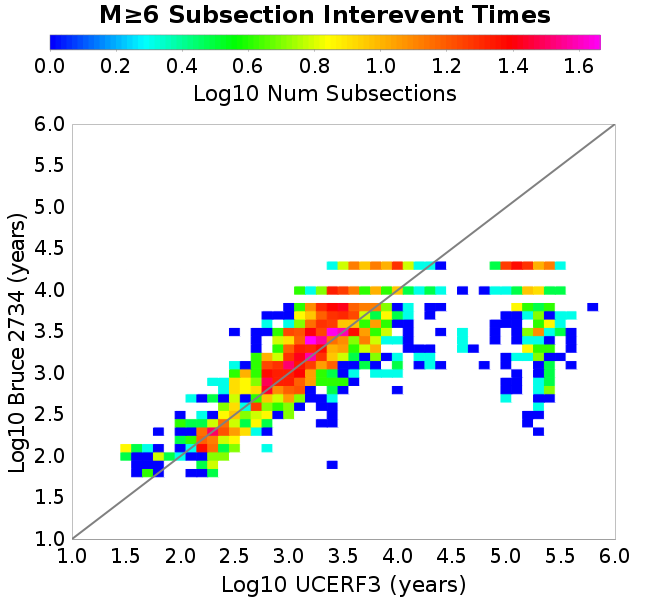 M≥6 Subsection Interevent Times
0.0 0.2 0.4 0.6 0.8 1.0 1.2 1.4 1.6
Log10 Num Subsections
6.0
5.5
5.0
4.5
4.0
3.5
3.0
2.5
2.0
1.5
1.0
Log10 Bruce 2734 (years)
1.0 1.5 2.0 2.5 3.0 3.5 4.0 4.5 5.0 5.5 6.0
Log10 UCERF3 (years)